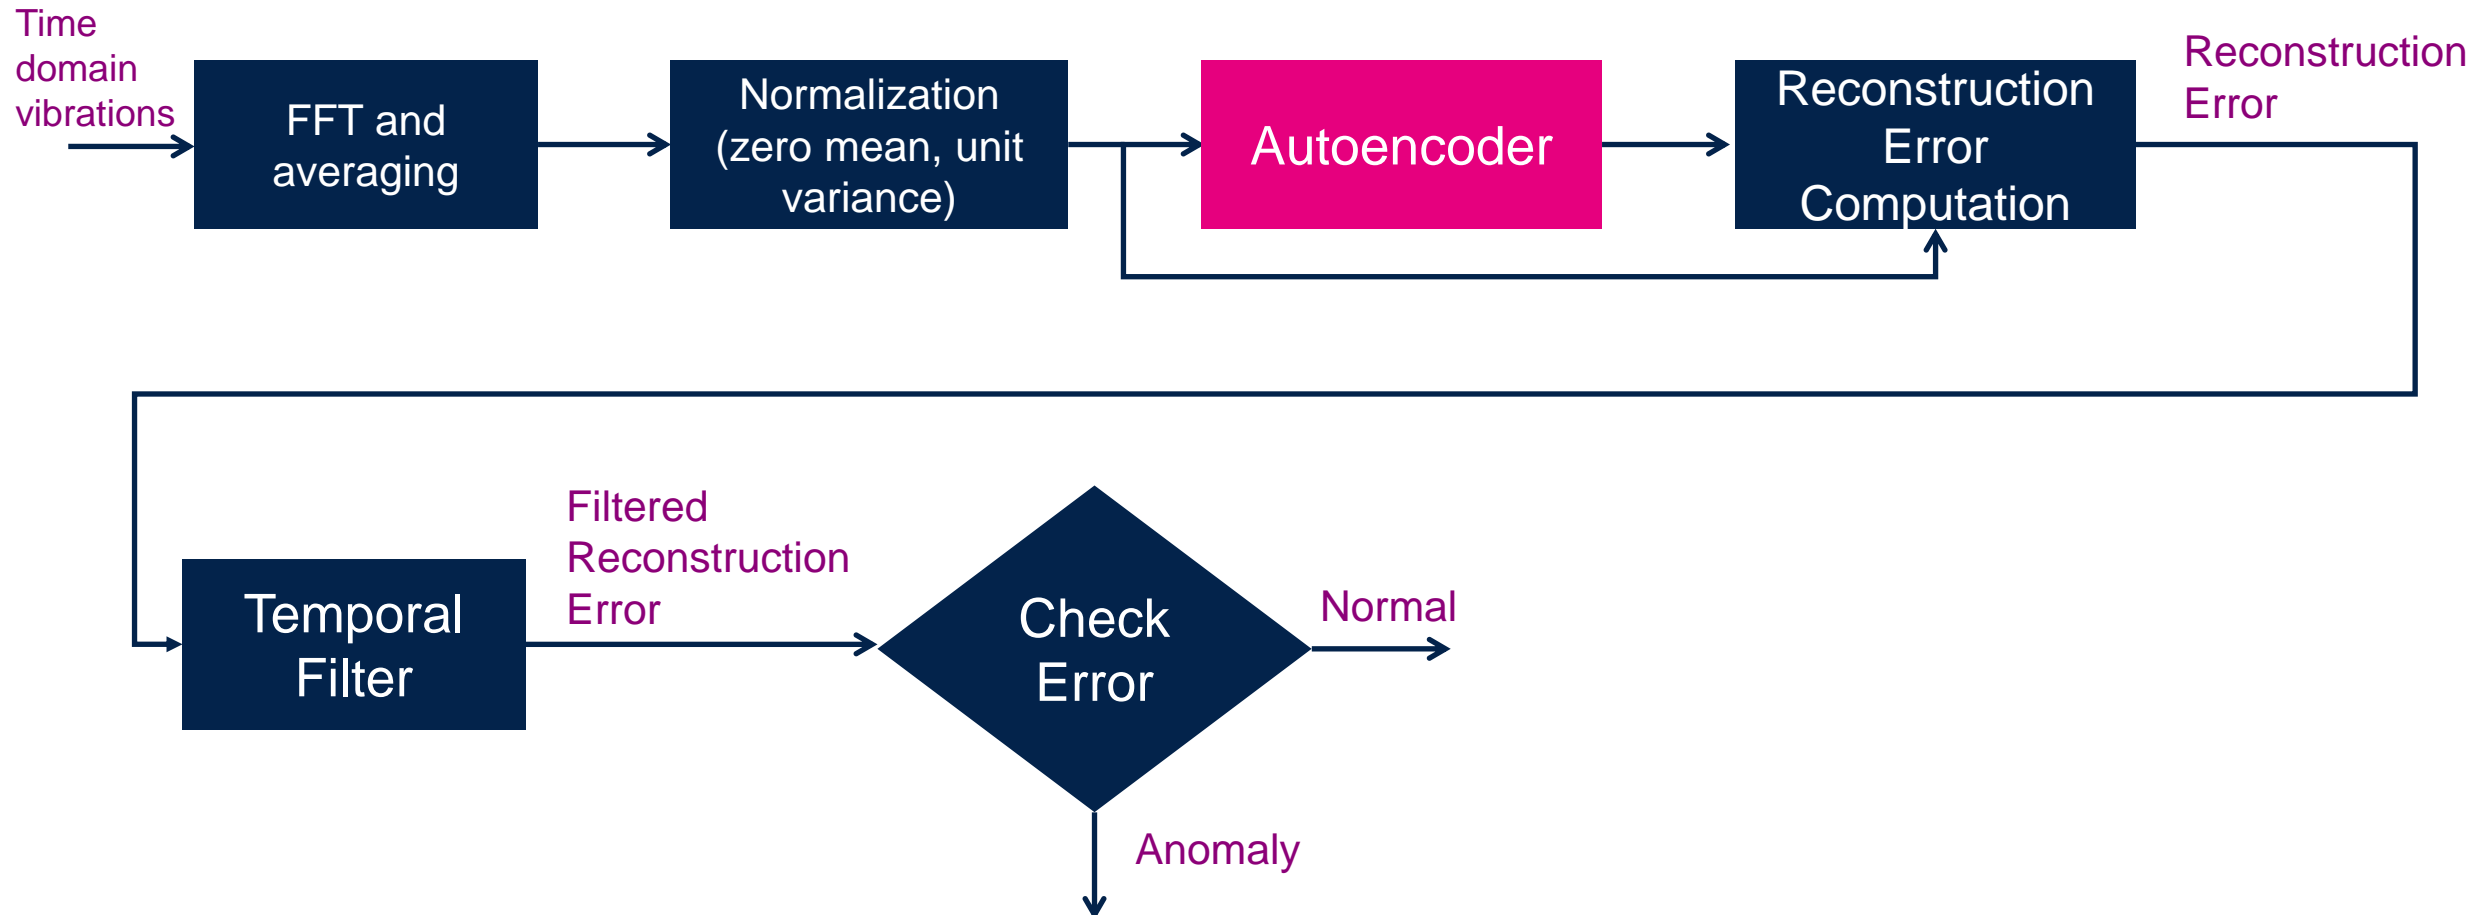 Time
domain
vibrations
FFT and
averaging
Normalization
(zero mean, unit
variance)
Autoencoder
Reconstruction
Error
Computation
Reconstruction
Error
Temporal
Filter
Filtered
Reconstruction
Error
Check
Error
Normal
Anomaly